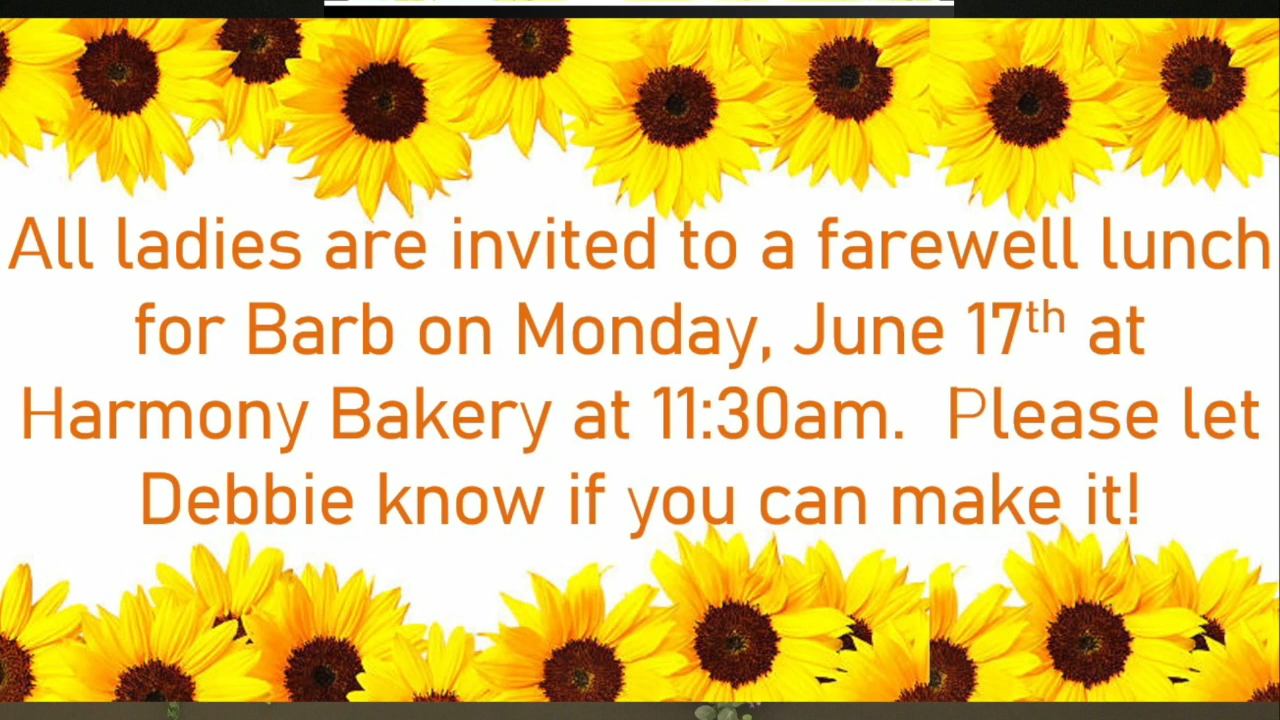 All ladies are invited to a farewell lunch
for Barb on Monday, June 17th at
Harmony Bakery at 11:30am.  Please let
Debbie know if you can make it!